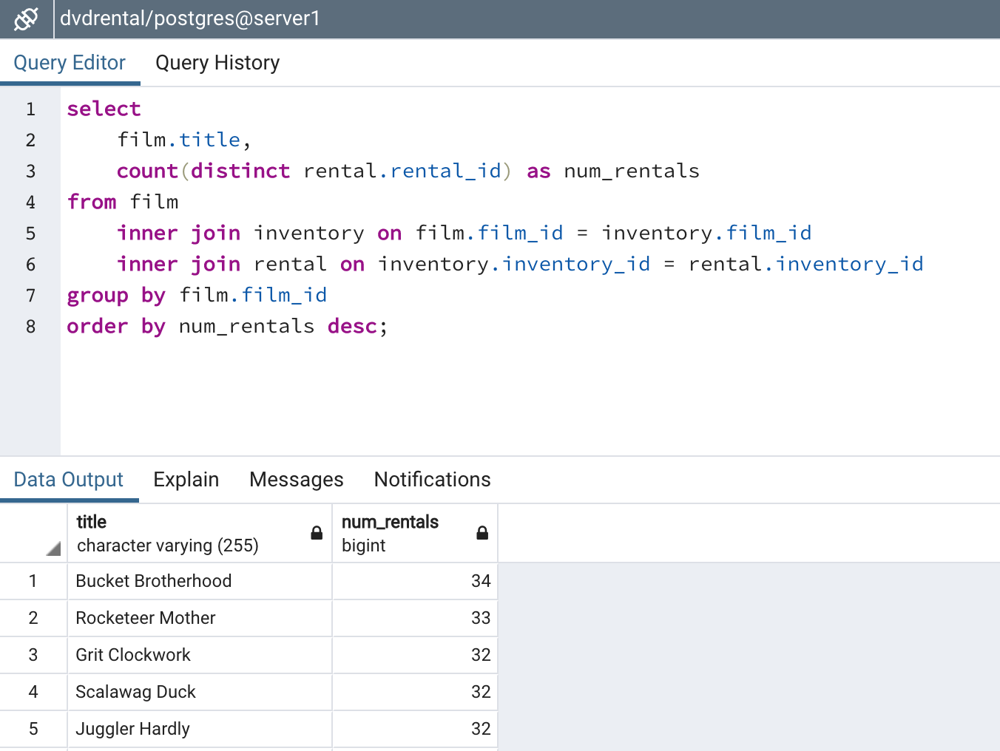 dvdrental/postgres@server1
Query Editor Query History
1 select
2 film.title,
3 count(distinct rental.rental_id) as num_rentals
4 from film
5 inner join inventory on film.film_id = inventory.film_id
6 inner join rental on inventory.inventory_id = rental.inventory_id
7 group by film.film_id
8 order by num_rentals desc;
Data Output Explain Messages Notifications
title num_rentals
character varying (255) bigint
1 Bucket Brotherhood 34
2 Rocketeer Mother 33
3 Grit Clockwork 32
4 Scalawag Duck 32
5 Juggler Hardly 32